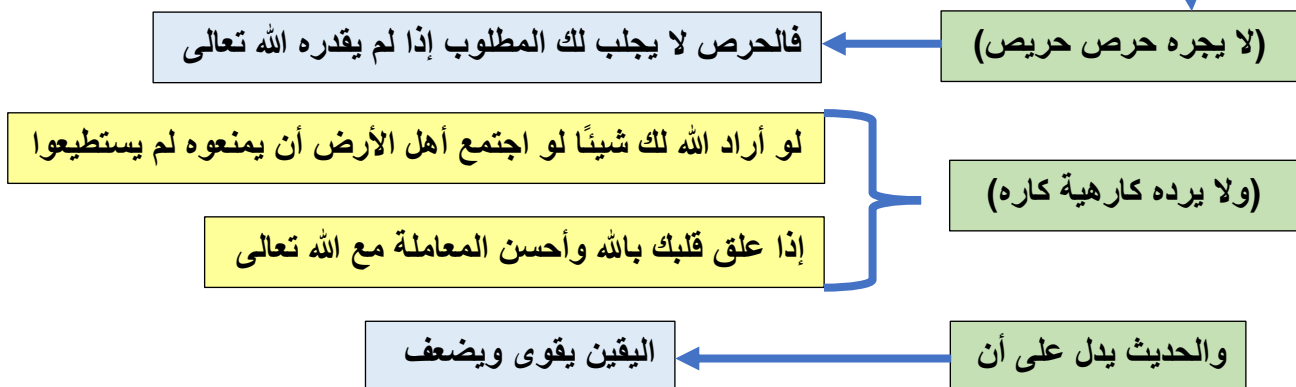 (لا يجره حرص حريص)
فالحرص لا يجلب لك المطلوب إذا لم يقدره الله تعالى
(ولا يرده كارهية كاره)
لو أراد الله لك شيئًا لو اجتمع أهل الأرض أن يمنعوه لم يستطيعوا
إذا علق قلبك بالله وأحسن المعاملة مع الله تعالى
والحديث يدل على أن
اليقين يقوى ويضعف